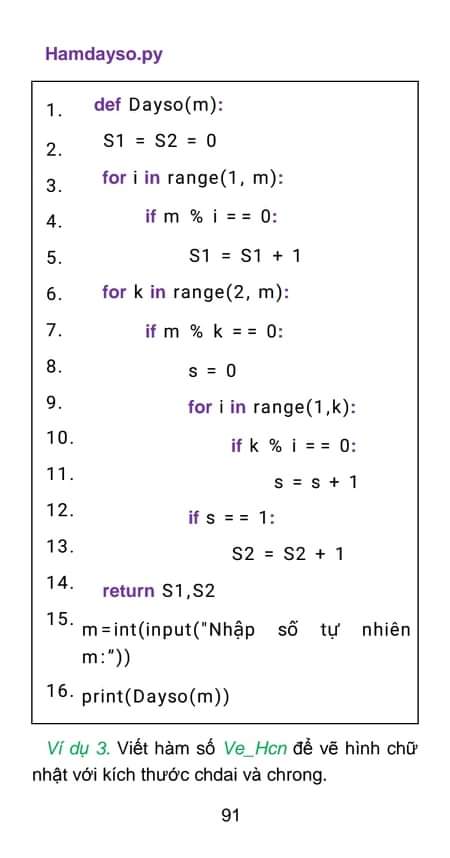 Hamdayso.py
1. def Dayso(m):
2. S1 = S2 = 0
3. for i in range(1, m):
4. if m % i = = 0:
5. S1 = S1 + 1
6. for k in range(2, m):
7. if m % k = = 0:
8. s = 0
9. for i in range(1,k):
10. if k % i = = 0:
11. s = s + 1
12. if s = = 1:
13. S2 = S2 + 1
14. return S1,S2
15. m=int(input("Nhập số tự nhiên
m:"))
16. print(Dayso(m))
Ví dụ 3. Viết hàm số Ve_Hcn để vẽ hình chữ
nhật với kích thước chdai và chrong.
91